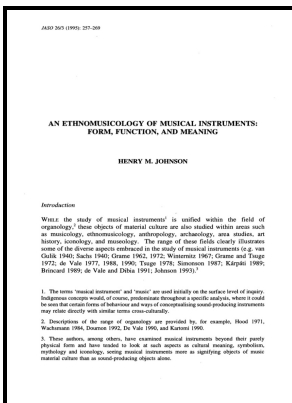 JASO 26/3 (1995): 257-269
AN ETHNOMUSICOLOGY OF MUSICAL INSTRUMENTS:
FORM, FUNCTION, AND MEANING
HENRY M. JOHNSON
Introduction
WHILE the study of musical instruments¹ is unified within the field of
organology,² these objects of material culture are also studied within areas such
as musicology, ethnomusicology, anthropology, archaeology, area studies, art
history, iconology, and museology. The range of these fields clearly illustrates
some of the diverse aspects embraced in the study of musical instruments (e.g. van
Gulik 1940; Sachs 1940; Grame 1962, 1972; Winternitz 1967; Grame and Tsuge
1972; de Vale 1977, 1988, 1990; Tsuge 1978; Simonson 1987; Kárpáti 1989;
Brincard 1989; de Vale and Dibia 1991; Johnson 1993).³
1. The terms 'musical instrument' and 'music' are used initially on the surface level of inquiry.
Indigenous concepts would, of course, predominate throughout a specific analysis, where it could
be seen that certain forms of behaviour and ways of conceptualising sound-producing instruments
may relate directly with similar terms cross-culturally.
2. Descriptions of the range of organology are provided by, for example, Hood 1971,
Wachsmann 1984, Dournon 1992, De Vale 1990, and Kartomi 1990.
3. These authors, among others, have examined musical instruments beyond their purely
physical form and have tended to look at such aspects as cultural meaning, symbolism,
mythology and iconology, seeing musical instruments more as signifying objects of music
material culture than as sound-producing objects alone.